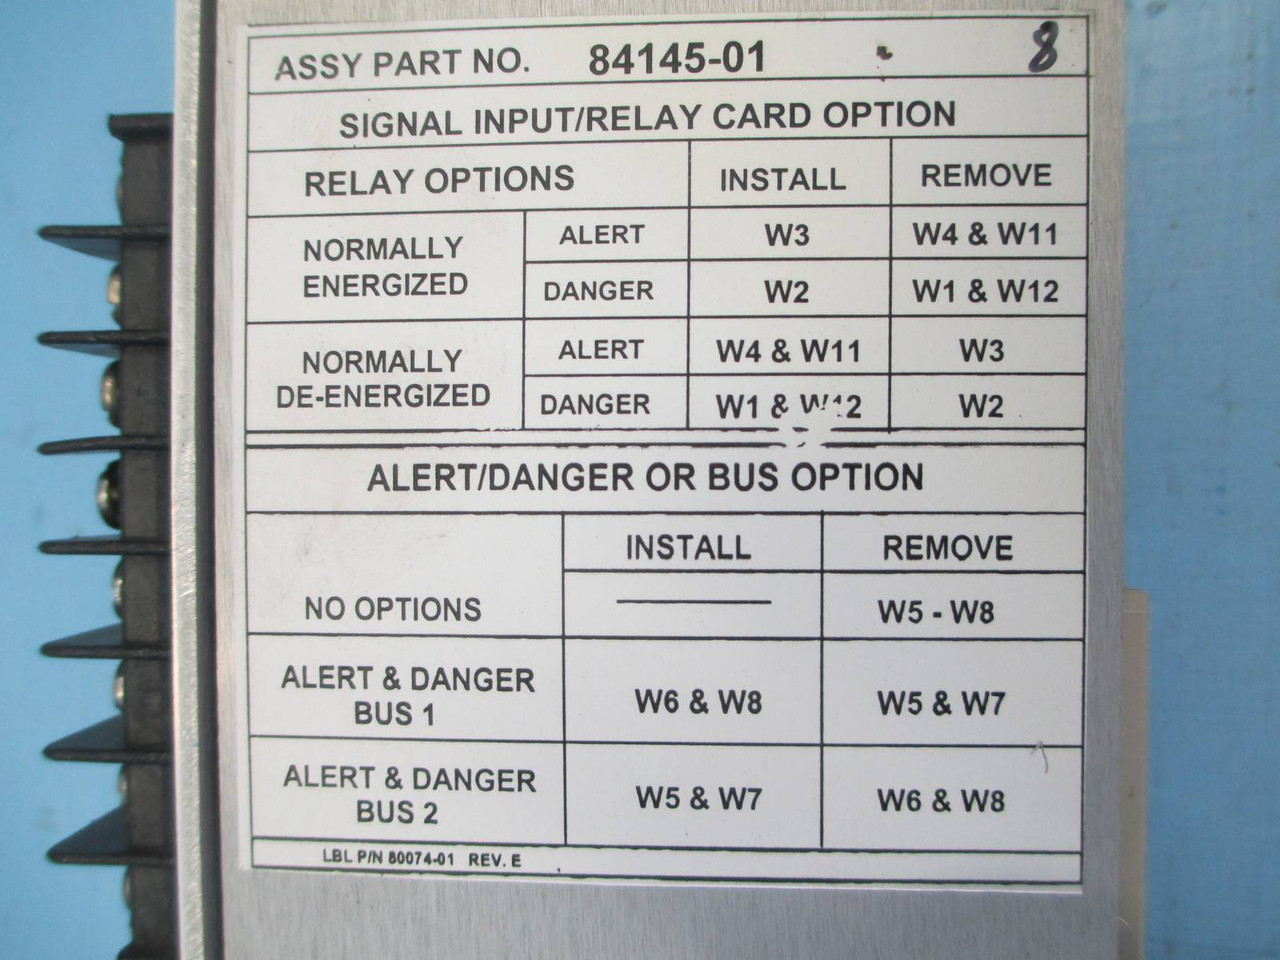 ASSY PART NO. 84145-01 8
SIGNAL INPUT/RELAY CARD OPTION
RELAY OPTIONS INSTALL REMOVE
NORMALLY ENERGIZED ALERT W3 W4 & W11
DANGER W2 W1 & W12
NORMALLY DE-ENERGIZED ALERT W4 & W11 W3
DANGER W1 & W12 W2
ALERT/DANGER OR BUS OPTION
INSTALL REMOVE
NO OPTIONS ——— W5 - W8
ALERT & DANGER BUS 1 W6 & W8 W5 & W7
ALERT & DANGER BUS 2 W5 & W7 W6 & W8
LBL P/N 80074-01 REV. E